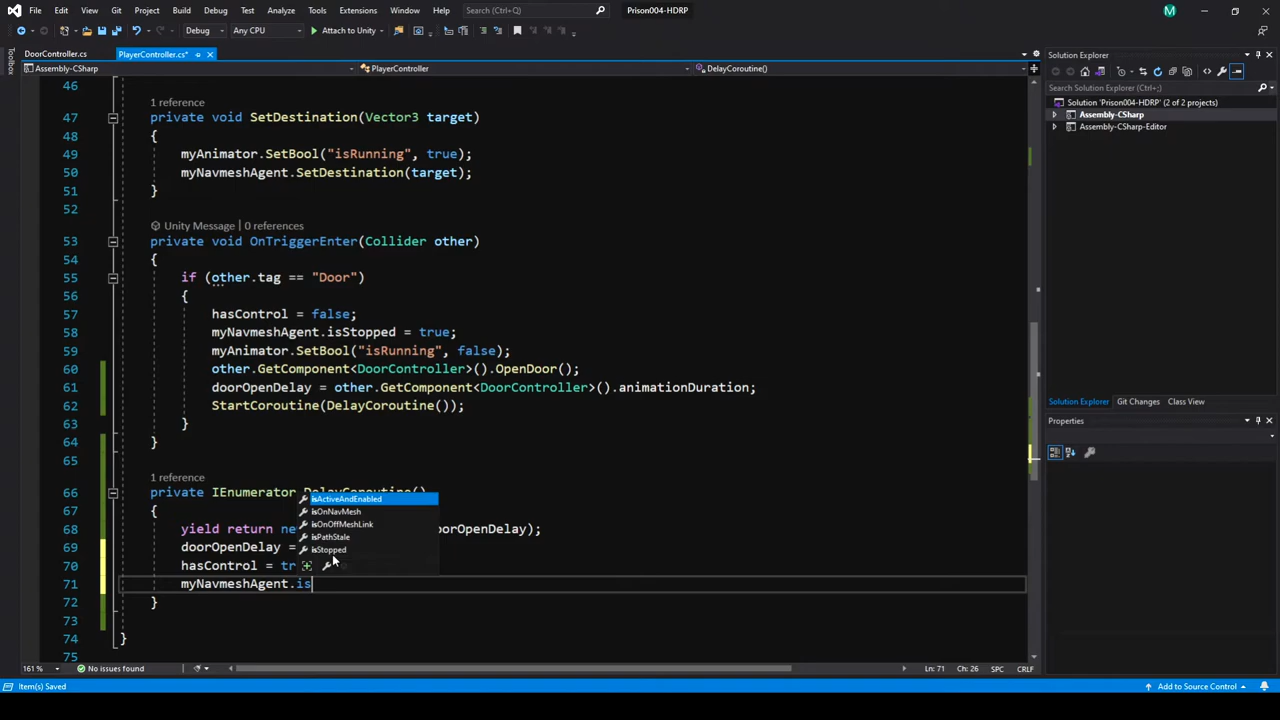 File Edit View Git Project Build Debug Test Analyze Tools Extensions Window Help Search (Ctrl+Q) Prison004-HDRP M
Debug Any CPU Attach to Unity
DoorController.cs PlayerController.cs*
Toolbox
Assembly-CSharp PlayerController DelayCoroutine()
46
1 reference
47 private void SetDestination(Vector3 target)
48 {
49 myAnimator.SetBool("isRunning", true);
50 myNavmeshAgent.SetDestination(target);
51 }
52
Unity Message | 0 references
53 private void OnTriggerEnter(Collider other)
54 {
55 if (other.tag == "Door")
56 {
57 hasControl = false;
58 myNavmeshAgent.isStopped = true;
59 myAnimator.SetBool("isRunning", false);
60 other.GetComponent<DoorController>().OpenDoor();
61 doorOpenDelay = other.GetComponent<DoorController>().animationDuration;
62 StartCoroutine(DelayCoroutine());
63 }
64 }
65
1 reference
66 private IEnumerator DelayCoroutine()
67 {
68 yield return ne oorOpenDelay);
69 doorOpenDelay =
70 hasControl = tr
71 myNavmeshAgent.is
72 }
73
74 }
75
isActiveAndEnabled
isOnNavMesh
isOnOffMeshLink
isPathStale
isStopped
161 % No issues found Ln: 71 Ch: 26 SPC CRLF
Item(s) Saved Add to Source Control
Solution Explorer
Search Solution Explorer (Ctrl+;)
Solution 'Prison004-HDRP' (2 of 2 projects)
Assembly-CSharp
Assembly-CSharp-Editor
Solution Explorer Git Changes Class View
Properties